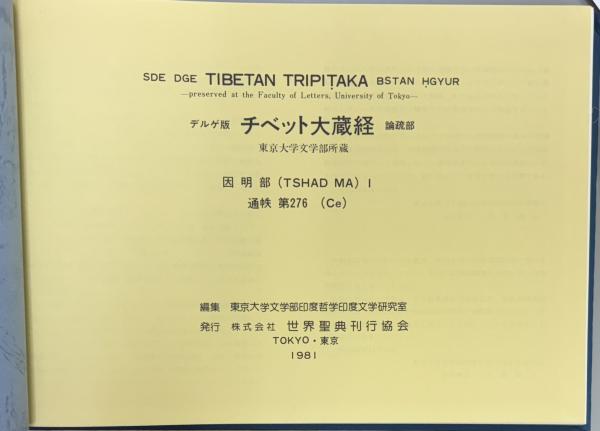 SDE DGE TIBETAN TRIPIṬAKA BSTAN ḤGYUR
—preserved at the Faculty of Letters, University of Tokyo—
デルゲ版 チベット大蔵経 論疏部
東京大学文学部所蔵
因明部 (TSHAD MA) I
通帙 第276 (Ce)
編集 東京大学文学部印度哲学印度文学研究室
発行 株式会社 世界聖典刊行協会
TOKYO・東京
1981